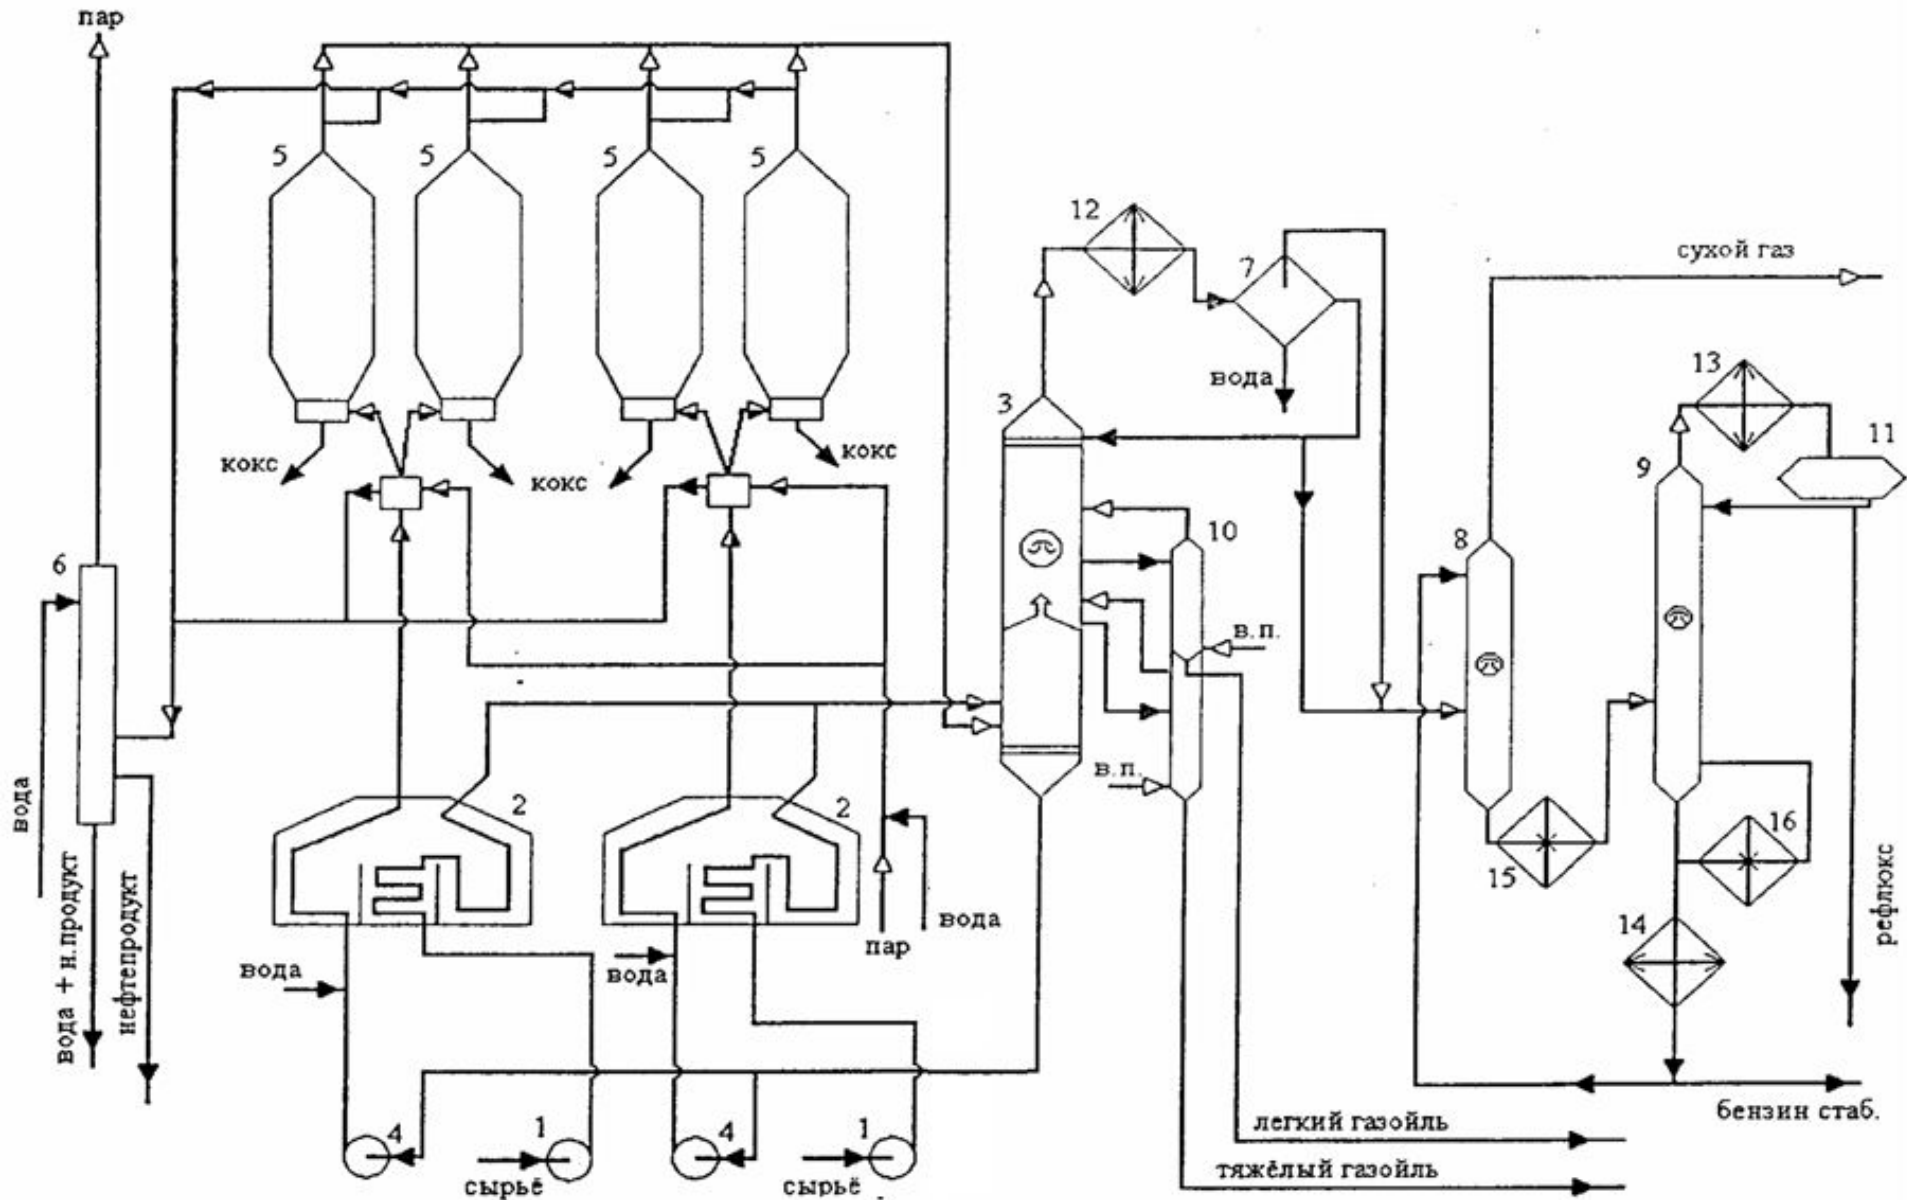 пар
5
5
5
5
12
7
сухой газ
вода
13
3
11
кокс
кокс
кокс
9
10
8
6
в.п.
в.п.
вода
2
2
16
15
14
вода
пар
вода
вода
рефлюкс
вода + н.продукт
нефтепродукт
бензин стаб.
4
1
4
1
легкий газойль
тяжёлый газойль
сырьё
сырьё